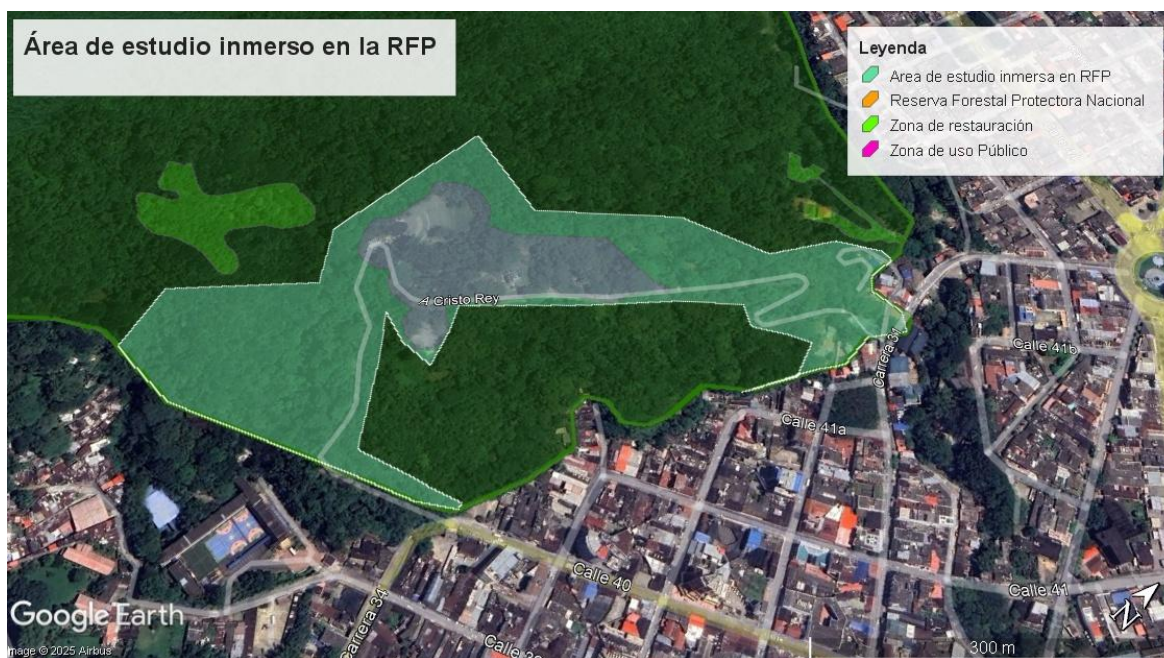 Área de estudio inmerso en la RFP
Leyenda
Area de estudio inmersa en RFP
Reserva Forestal Protectora Nacional
Zona de restauración
Zona de uso Público
A Cristo Rey
Carrera 31
Calle 41b
Calle 41a
Calle 40
Calle 41
Carrera 34
Google Earth
N
300 m
mage © 2025 Airbus